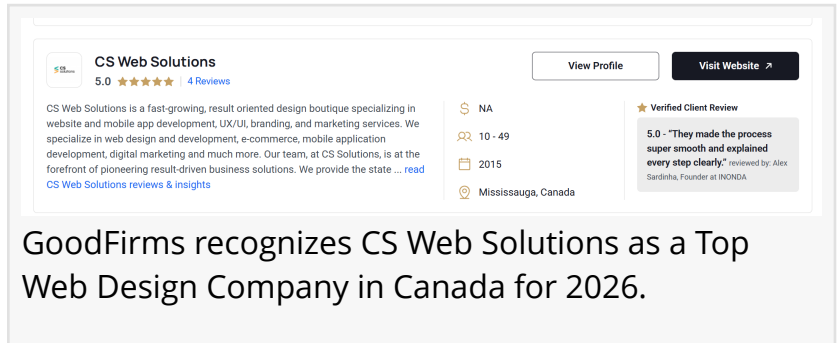 CS Web Solutions
5.0 ★★★★★ | 4 Reviews
View Profile
Visit Website ↗
CS Web Solutions is a fast-growing, result oriented design boutique specializing in
website and mobile app development, UX/UI, branding, and marketing services. We
specialize in web design and development, e-commerce, mobile application
development, digital marketing and much more. Our team, at CS Solutions, is at the
forefront of pioneering result-driven business solutions. We provide the state ... read
CS Web Solutions reviews & insights
NA
10 - 49
2015
Mississauga, Canada
Verified Client Review
5.0 - “They made the process
super smooth and explained
every step clearly.” reviewed by: Alex
Sardinha, Founder at INONDA
GoodFirms recognizes CS Web Solutions as a Top
Web Design Company in Canada for 2026.